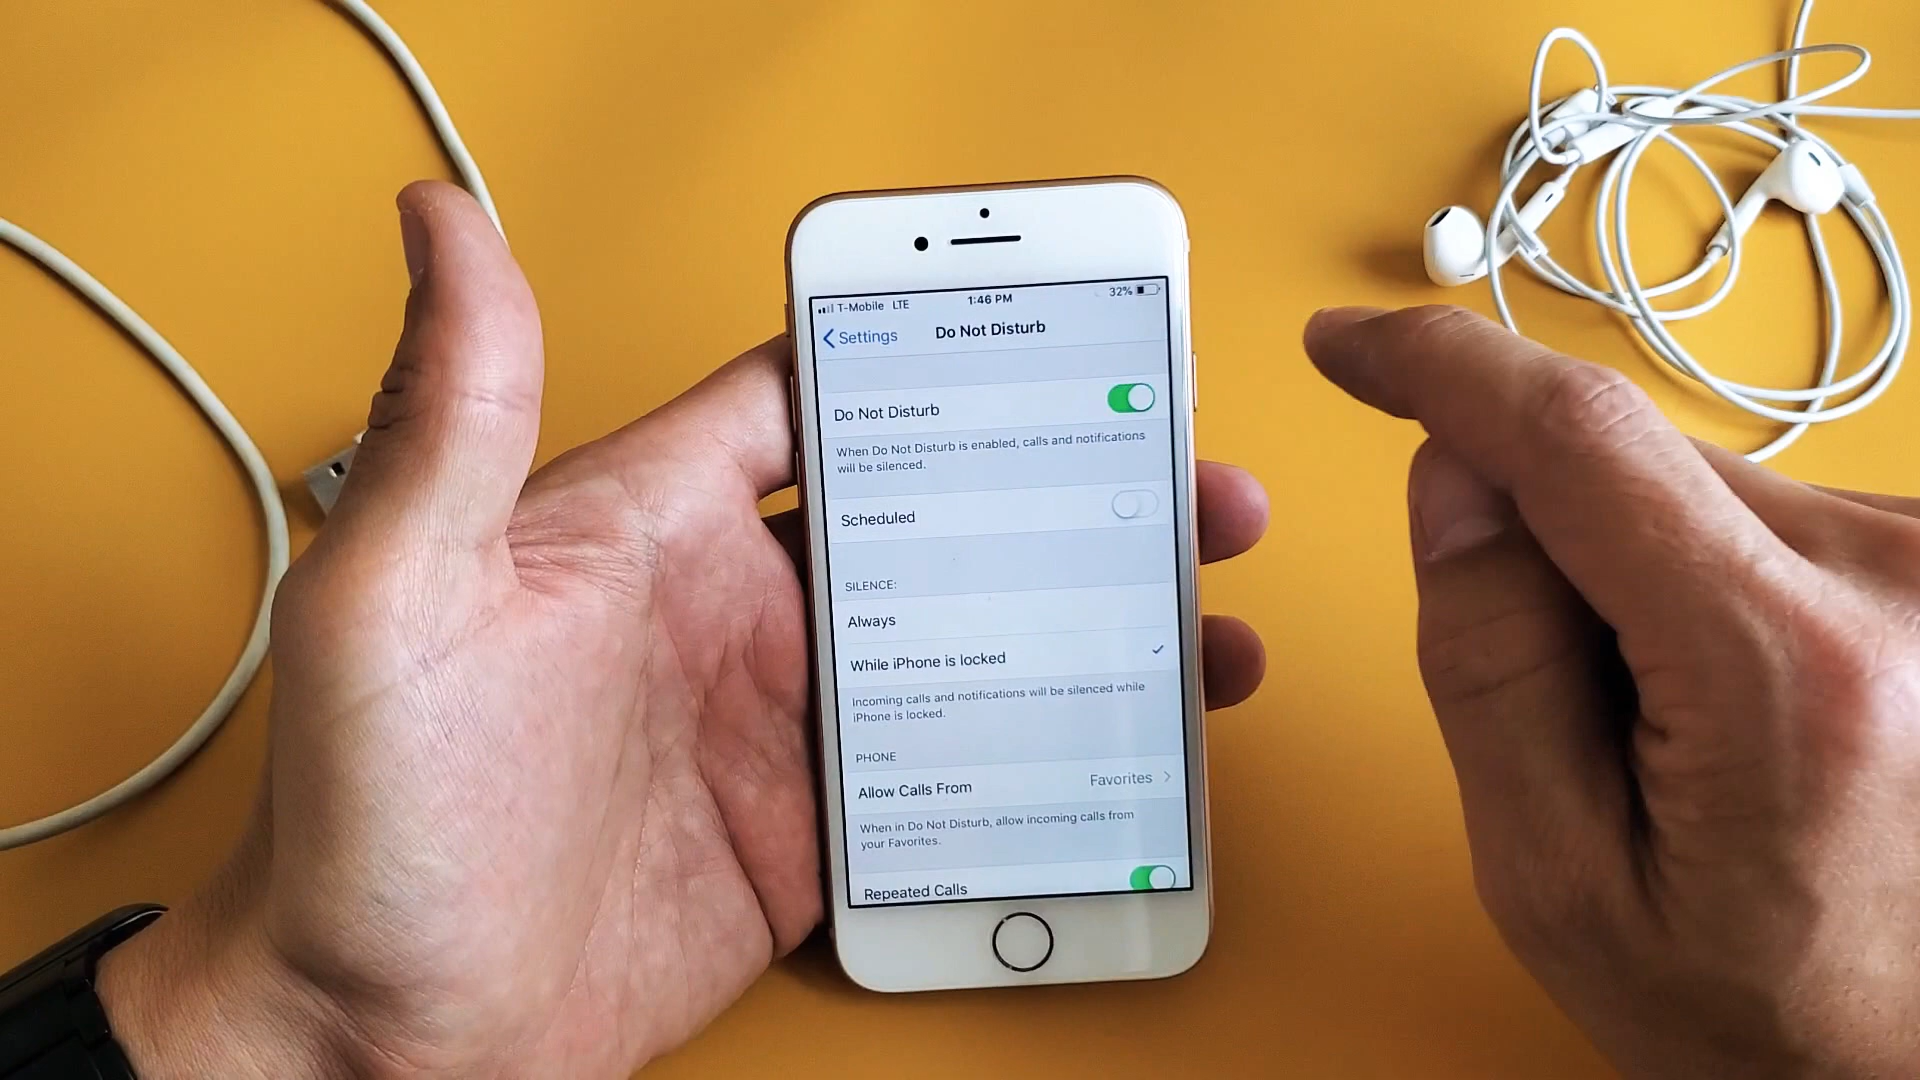 T-Mobile LTE 1:46 PM 32%
Settings Do Not Disturb
Do Not Disturb
When Do Not Disturb is enabled, calls and notifications
will be silenced.
Scheduled
SILENCE:
Always
While iPhone is locked
Incoming calls and notifications will be silenced while
iPhone is locked.
PHONE
Allow Calls From Favorites
When in Do Not Disturb, allow incoming calls from
your Favorites.
Repeated Calls